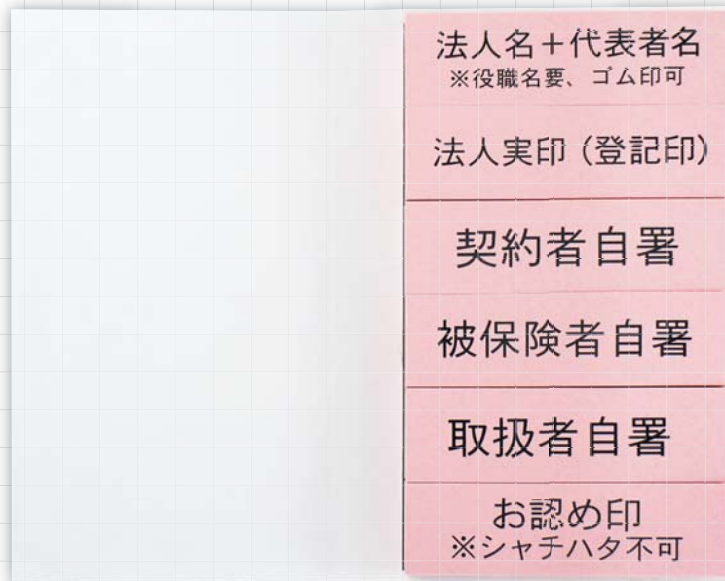 法人名＋代表者名
※役職名要、ゴム印可
法人実印（登記印）
契約者自署
被保険者自署
取扱者自署
お認め印
※シャチハタ不可